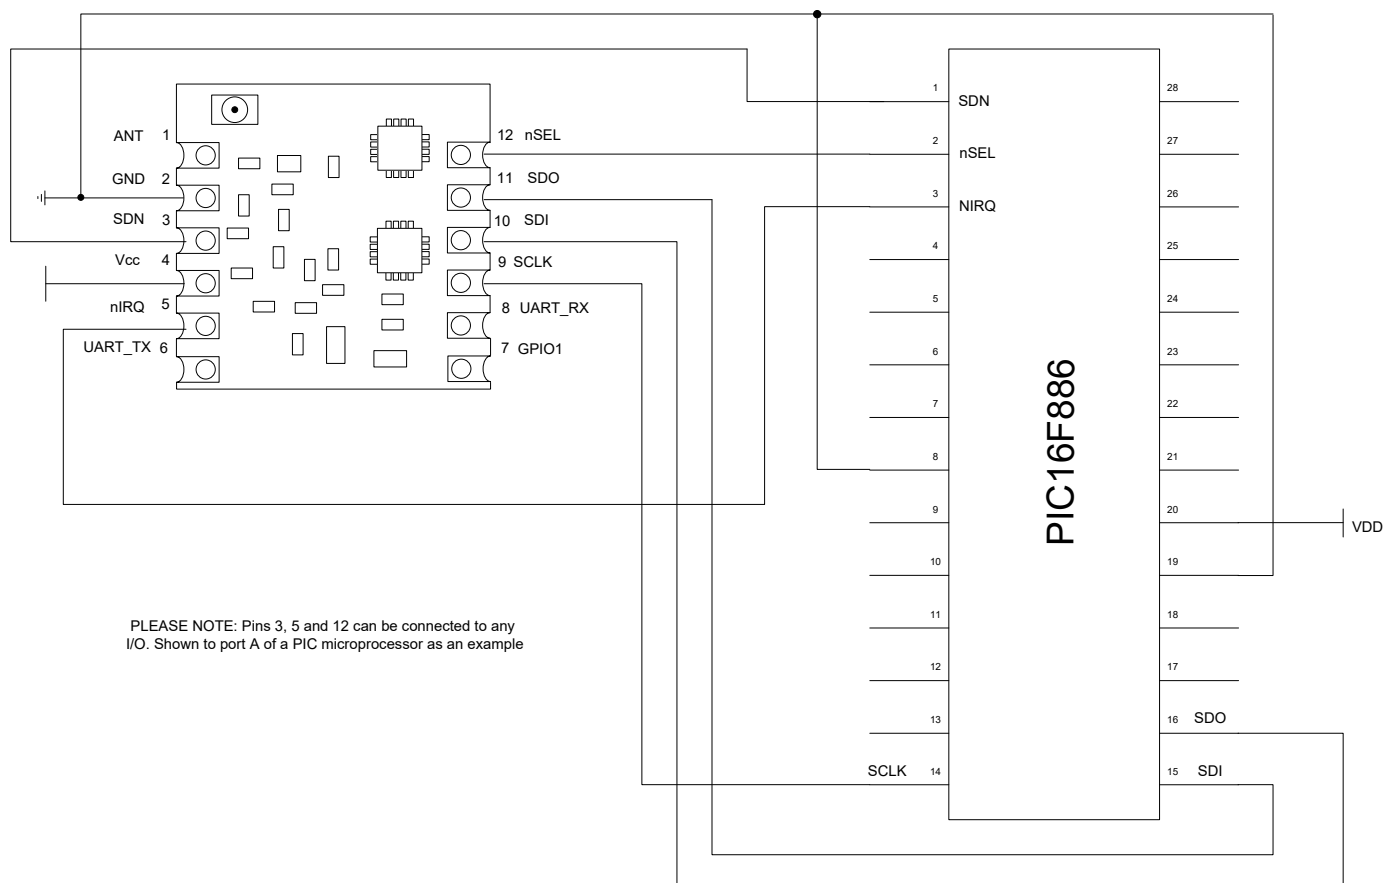 ANT 1
GND 2
SDN 3
Vcc 4
nIRQ 5
UART_TX 6
12 nSEL
11 SDO
10 SDI
9 SCLK
8 UART_RX
7 GPIO1
1 SDN
2 nSEL
3 NIRQ
4
5
6
7
8
9
10
11
12
13
SCLK 14
PIC16F886
28
27
26
25
24
23
22
21
20 VDD
19
18
17
16 SDO
15 SDI
PLEASE NOTE: Pins 3, 5 and 12 can be connected to any
I/O. Shown to port A of a PIC microprocessor as an example